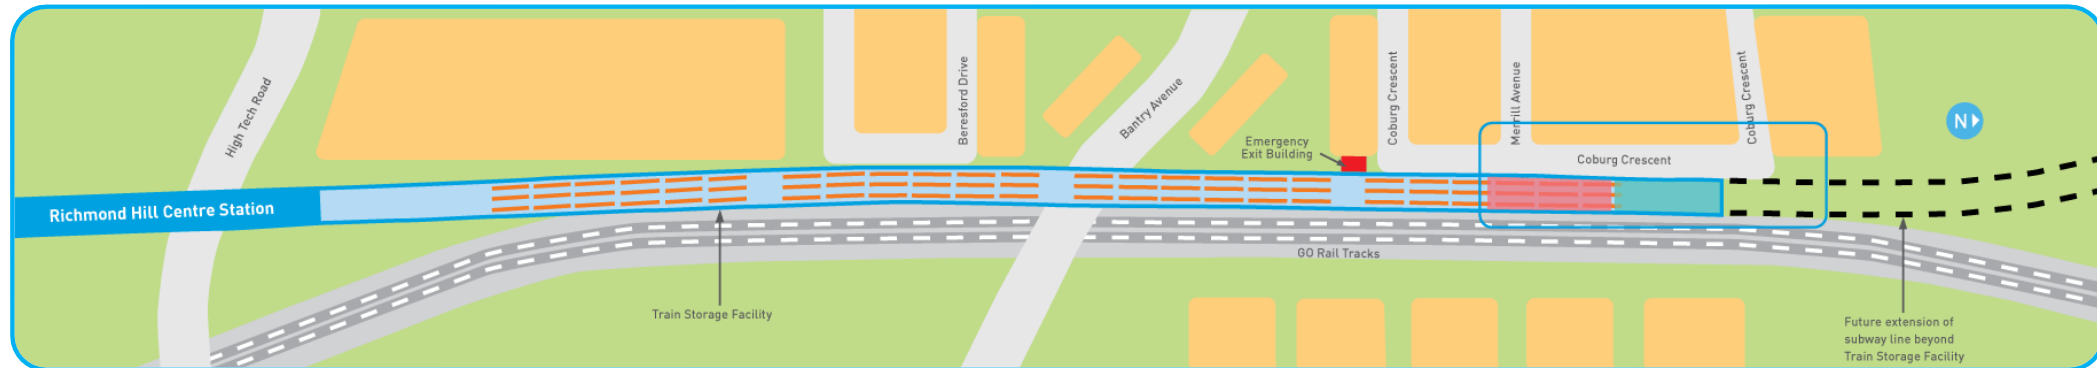 High Tech Road
Beresford Drive
Bantry Avenue
Emergency
Exit Building
Coburg Crescent
Merrill Avenue
Coburg Crescent
Coburg Crescent
N
Richmond Hill Centre Station
GO Rail Tracks
Train Storage Facility
Future extension of
subway line beyond
Train Storage Facility